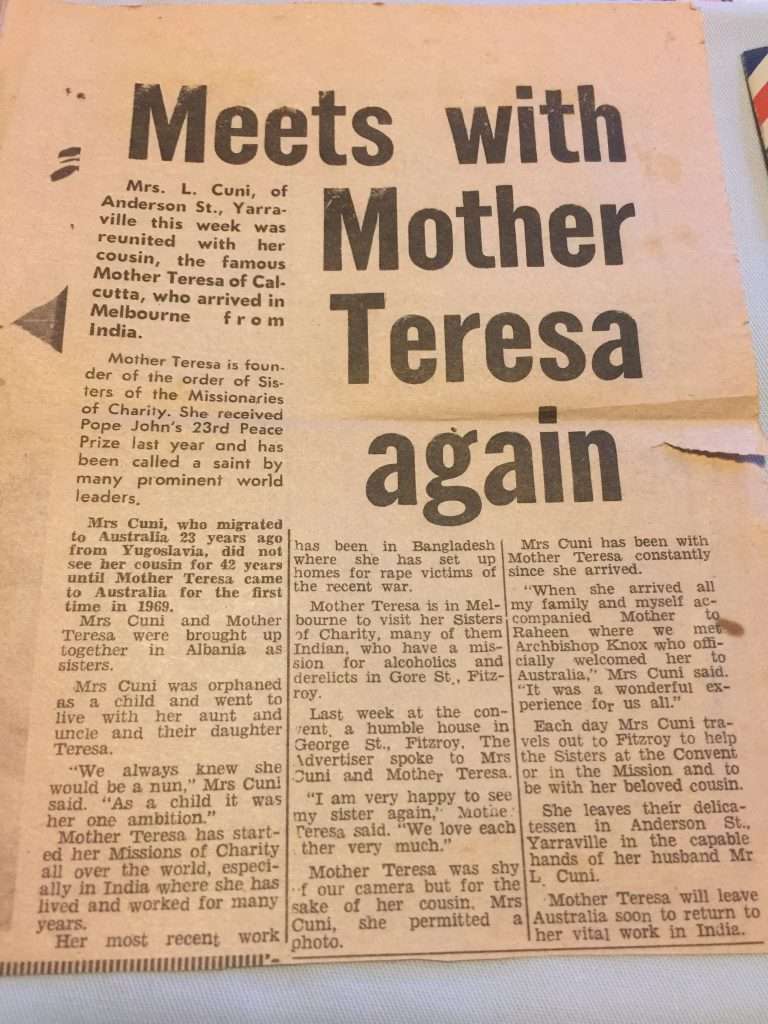 Meets with
Mother
Teresa
again
Mrs. L. Cuni, of
Anderson St., Yarra-
ville this week was
reunited with her
cousin, the famous
Mother Teresa of Cal-
cutta, who arrived in
Melbourne from
India.
Mother Teresa is foun-
der of the order of Sis-
ters of the Missionaries
of Charity. She received
Pope John's 23rd Peace
Prize last year and has
been called a saint by
many prominent world
leaders.
Mrs Cuni, who migrated
to Australia 23 years ago
from Yugoslavia, did not
see her cousin for 42 years
until Mother Teresa came
to Australia for the first
time in 1969.
Mrs Cuni and Mother
Teresa were brought up
together in Albania as
sisters.
Mrs Cuni was orphaned
as a child and went to
live with her aunt and
uncle and their daughter
Teresa.
"We always knew she
would be a nun," Mrs Cuni
said. "As a child it was
her one ambition."
Mother Teresa has start-
ed her Missions of Charity
all over the world, especi-
ally in India where she has
lived and worked for many
years.
Her most recent work
has been in Bangladesh
where she has set up
homes for rape victims of
the recent war.
Mother Teresa is in Mel-
bourne to visit her Sisters
of Charity, many of them
Indian, who have a mis-
sion for alcoholics and
derelicts in Gore St., Fitz-
roy.
Last week at the con-
vent, a humble house in
George St., Fitzroy, The
Advertiser spoke to Mrs
Cuni and Mother Teresa.
"I am very happy to see
my sister again," Mothe
Teresa said. "We love each
ther very much."
Mother Teresa was shy
f our camera but for the
sake of her cousin, Mrs
Cuni, she permitted a
photo.
Mrs Cuni has been with
Mother Teresa constantly
since she arrived.
"When she arrived all
my family and myself ac-
companied Mother to
Raheen where we met
Archbishop Knox who offi-
cially welcomed her to
Australia," Mrs Cuni said.
"It was a wonderful ex-
perience for us all."
Each day Mrs Cuni tra-
vels out to Fitzroy to help
the Sisters at the Convent
or in the Mission and to
be with her beloved cousin.
She leaves their delica-
tessen in Anderson St.,
Yarraville in the capable
hands of her husband Mr
L. Cuni.
Mother Teresa will leave
Australia soon to return to
her vital work in India.